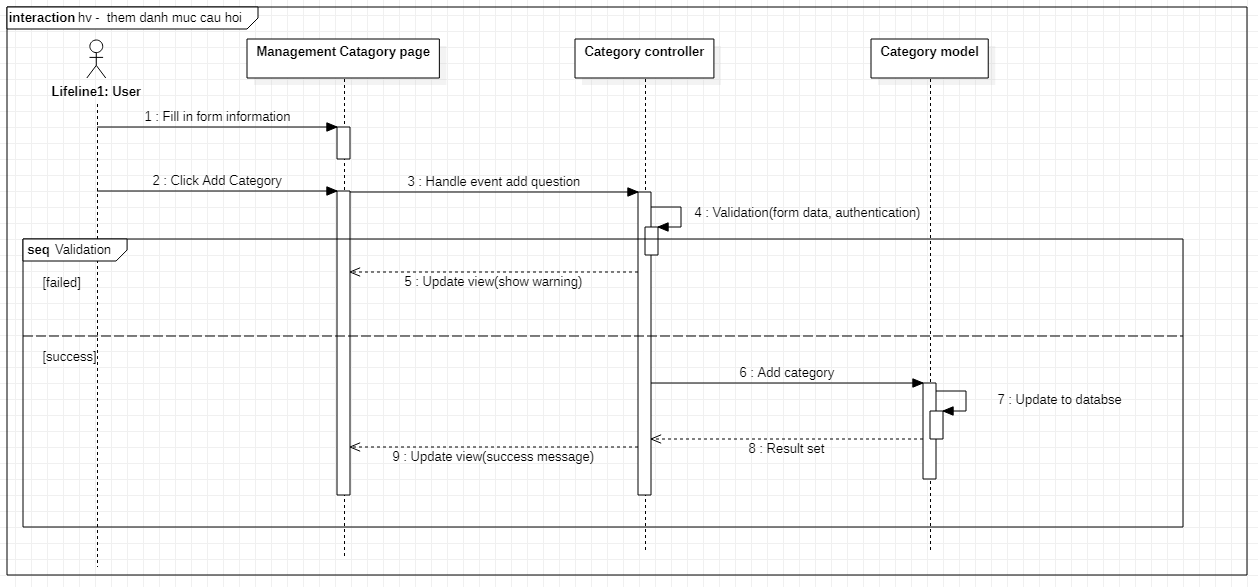 interaction hv - them danh muc cau hoi
Management Catagory page
Category controller
Category model
Lifeline1: User
1 : Fill in form information
2 : Click Add Category
3 : Handle event add question
4 : Validation(form data, authentication)
seq Validation
5 : Update view(show warning)
[failed]
[success]
6 : Add category
7 : Update to databse
8 : Result set
9 : Update view(success message)